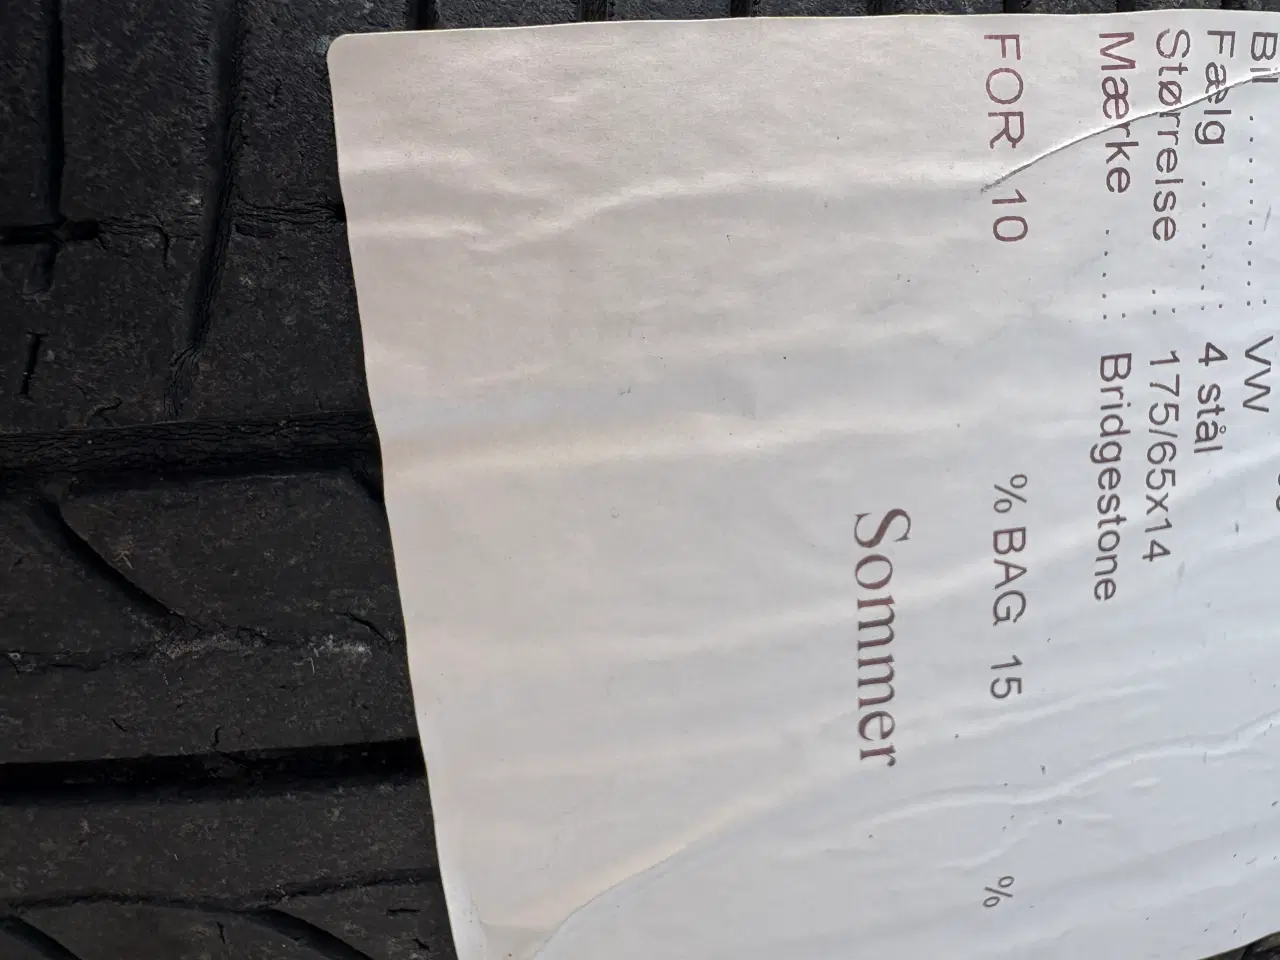 Bil ........: VW
Fælg ......: 4 stål
Størrelse ..: 175/65x14
Mærke ....: Bridgestone
FOR 10 % BAG 15 %
Sommer